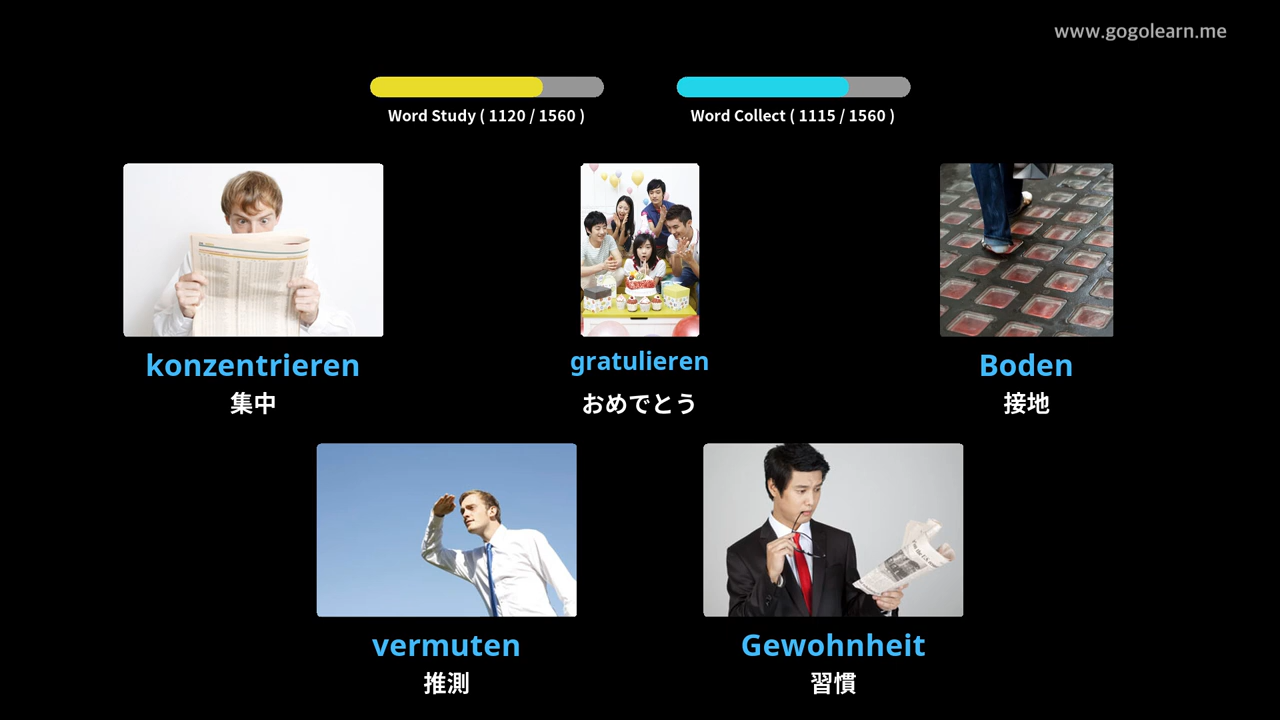 www.gogolearn.me
Word Study ( 1120 / 1560 )
Word Collect ( 1115 / 1560 )
konzentrieren
集中
gratulieren
おめでとう
Boden
接地
vermuten
推測
Gewohnheit
習慣